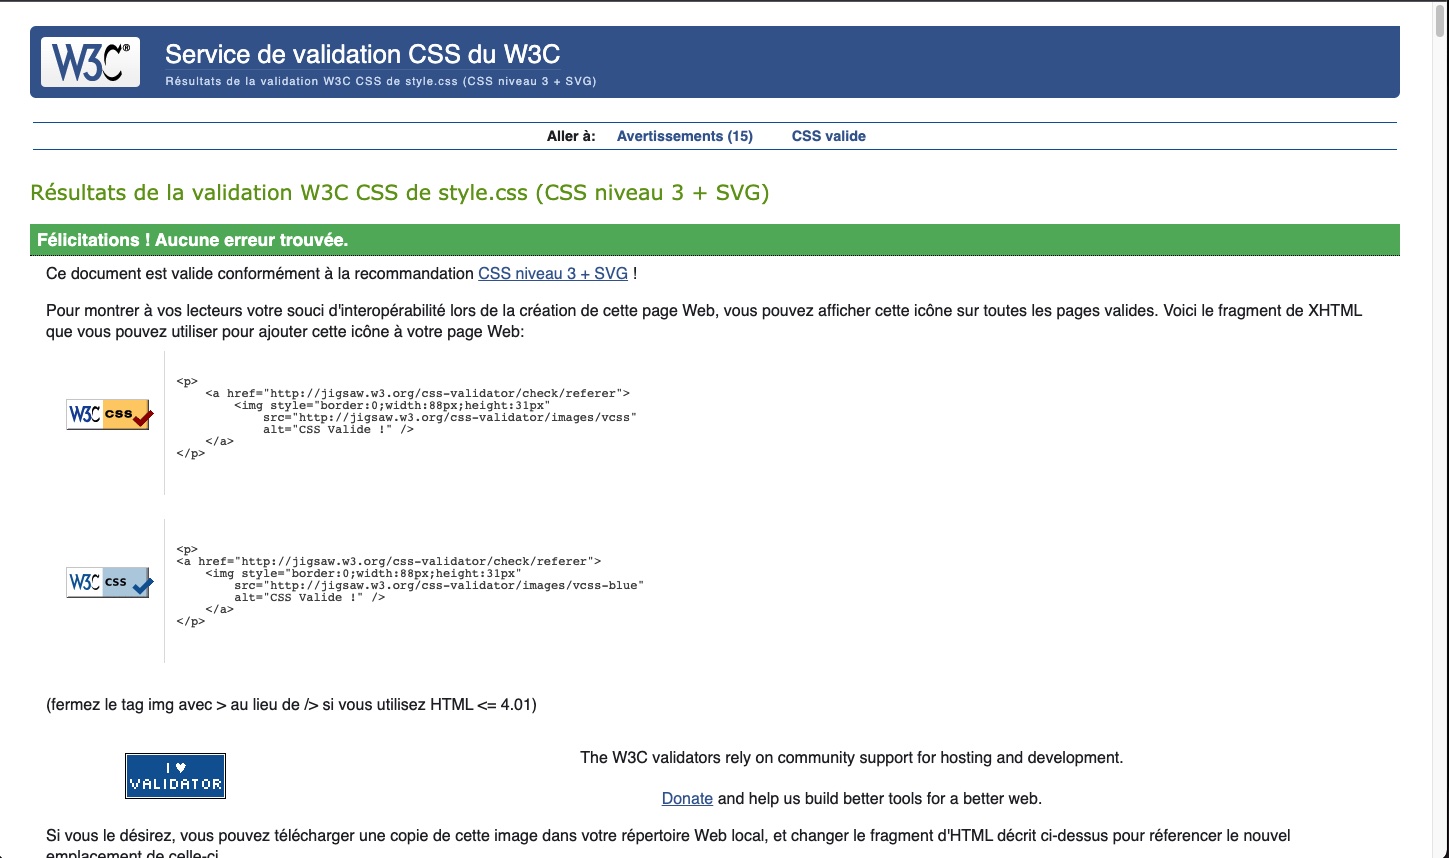 W3C®
Service de validation CSS du W3C
Résultats de la validation W3C CSS de style.css (CSS niveau 3 + SVG)
Aller à: Avertissements (15) CSS valide
Résultats de la validation W3C CSS de style.css (CSS niveau 3 + SVG)
Félicitations ! Aucune erreur trouvée.
Ce document est valide conformément à la recommandation CSS niveau 3 + SVG !
Pour montrer à vos lecteurs votre souci d'interopérabilité lors de la création de cette page Web, vous pouvez afficher cette icône sur toutes les pages valides. Voici le fragment de XHTML
que vous pouvez utiliser pour ajouter cette icône à votre page Web:
W3C css
<p>
<a href="http://jigsaw.w3.org/css-validator/check/referer">
<img style="border:0;width:88px;height:31px"
src="http://jigsaw.w3.org/css-validator/images/vcss"
alt="CSS Valide !" />
</a>
</p>
W3C css
<p>
<a href="http://jigsaw.w3.org/css-validator/check/referer">
<img style="border:0;width:88px;height:31px"
src="http://jigsaw.w3.org/css-validator/images/vcss-blue"
alt="CSS Valide !" />
</a>
</p>
(fermez le tag img avec > au lieu de /> si vous utilisez HTML <= 4.01)
I ♥
VALIDATOR
The W3C validators rely on community support for hosting and development.
Donate and help us build better tools for a better web.
Si vous le désirez, vous pouvez télécharger une copie de cette image dans votre répertoire Web local, et changer le fragment d'HTML décrit ci-dessus pour réferencer le nouvel
emplacement de celle-ci.